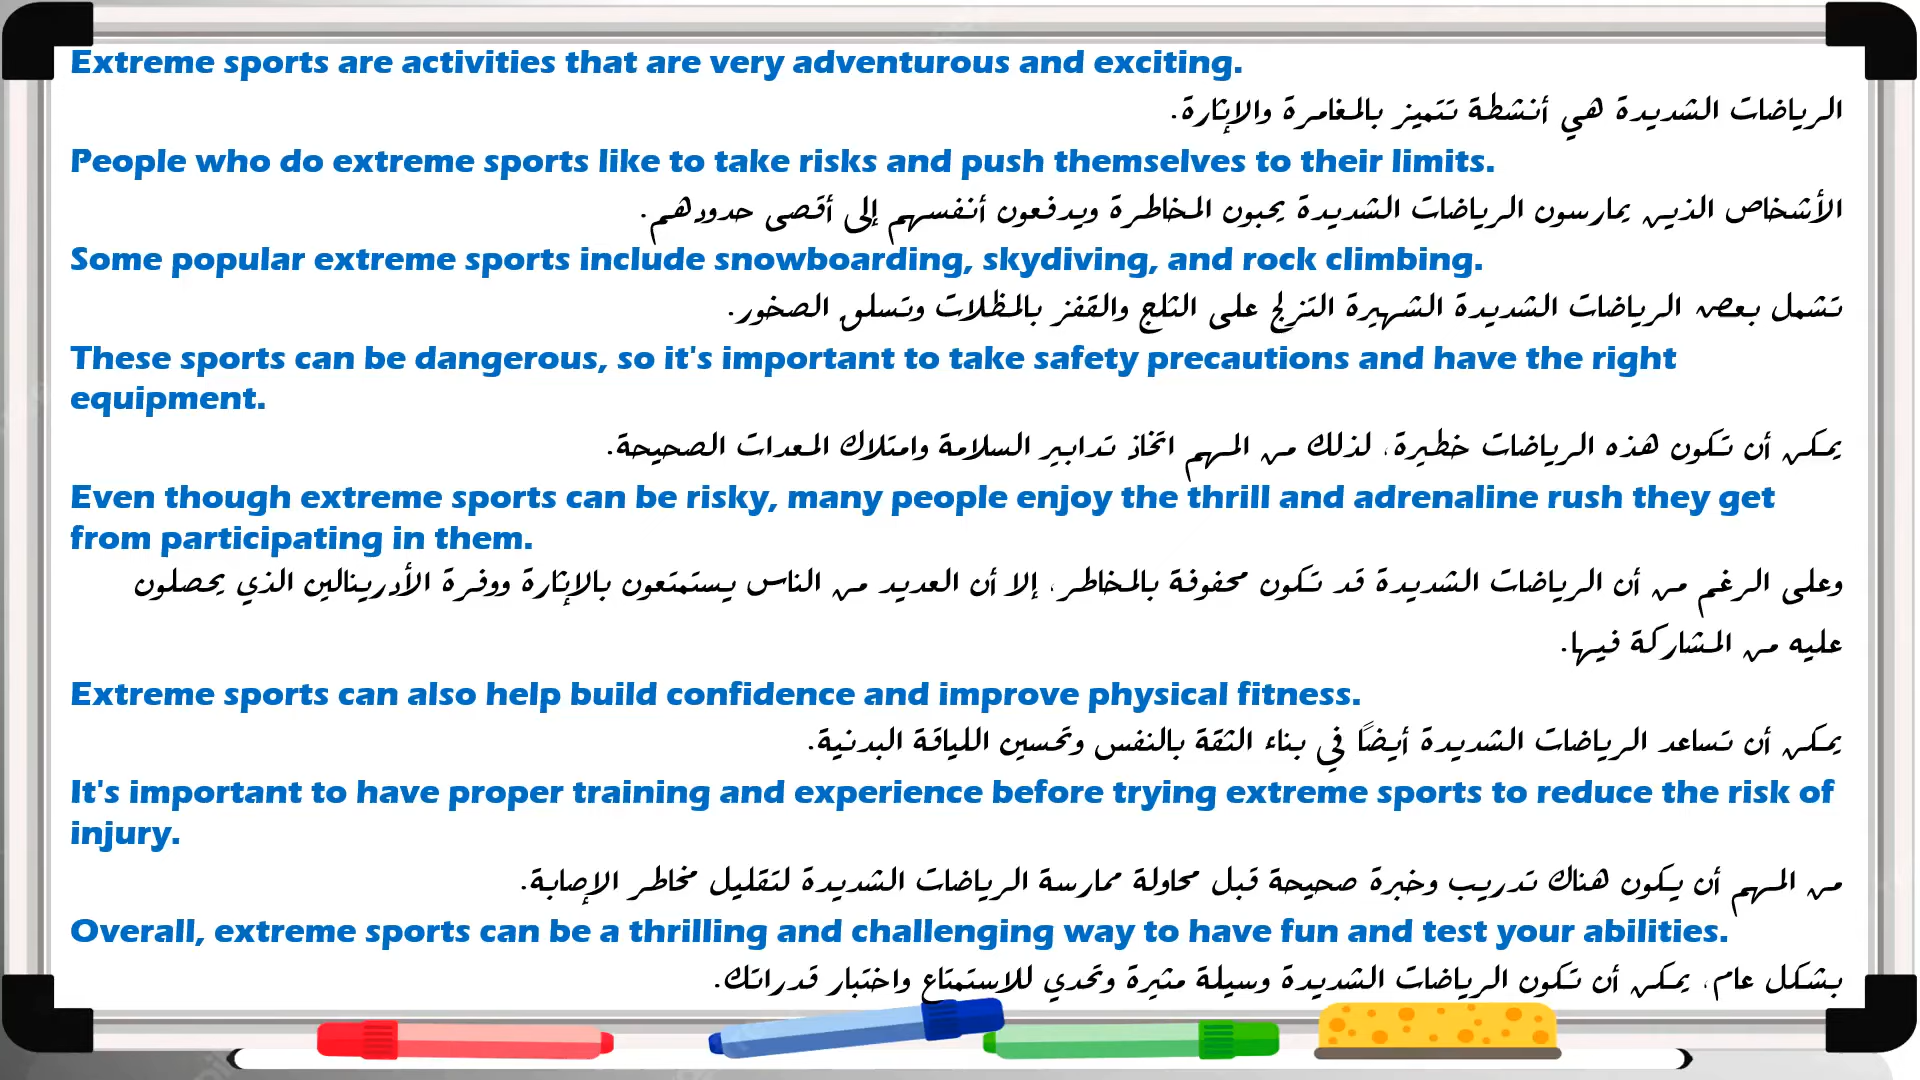 Extreme sports are activities that are very adventurous and exciting.
الرياضات الشديدة هي أنشطة تتميز بالمغامرة والإثارة.
People who do extreme sports like to take risks and push themselves to their limits.
الأشخاص الذين يمارسون الرياضات الشديدة يحبون المخاطرة ويدفعون أنفسهم إلى أقصى حدودهم.
Some popular extreme sports include snowboarding, skydiving, and rock climbing.
تشمل بعض الرياضات الشديدة الشهيرة التزلج على الثلج والقفز بالمظلات وتسلق الصخور.
These sports can be dangerous, so it's important to take safety precautions and have the right
equipment.
يمكن أن تكون هذه الرياضات خطيرة، لذلك من المهم اتخاذ تدابير السلامة وامتلاك المعدات الصحيحة.
Even though extreme sports can be risky, many people enjoy the thrill and adrenaline rush they get
from participating in them.
وعلى الرغم من أن الرياضات الشديدة قد تكون محفوفة بالمخاطر، إلا أن العديد من الناس يستمتعون بالإثارة ووفرة الأدرينالين الذي يحصلون
عليه من المشاركة فيها.
Extreme sports can also help build confidence and improve physical fitness.
يمكن أن تساعد الرياضات الشديدة أيضًا في بناء الثقة بالنفس وتحسين اللياقة البدنية.
It's important to have proper training and experience before trying extreme sports to reduce the risk of
injury.
من المهم أن يكون هناك تدريب وخبرة صحيحة قبل محاولة ممارسة الرياضات الشديدة لتقليل مخاطر الإصابة.
Overall, extreme sports can be a thrilling and challenging way to have fun and test your abilities.
بشكل عام، يمكن أن تكون الرياضات الشديدة وسيلة مثيرة وتحدي للاستمتاع واختبار قدراتك.